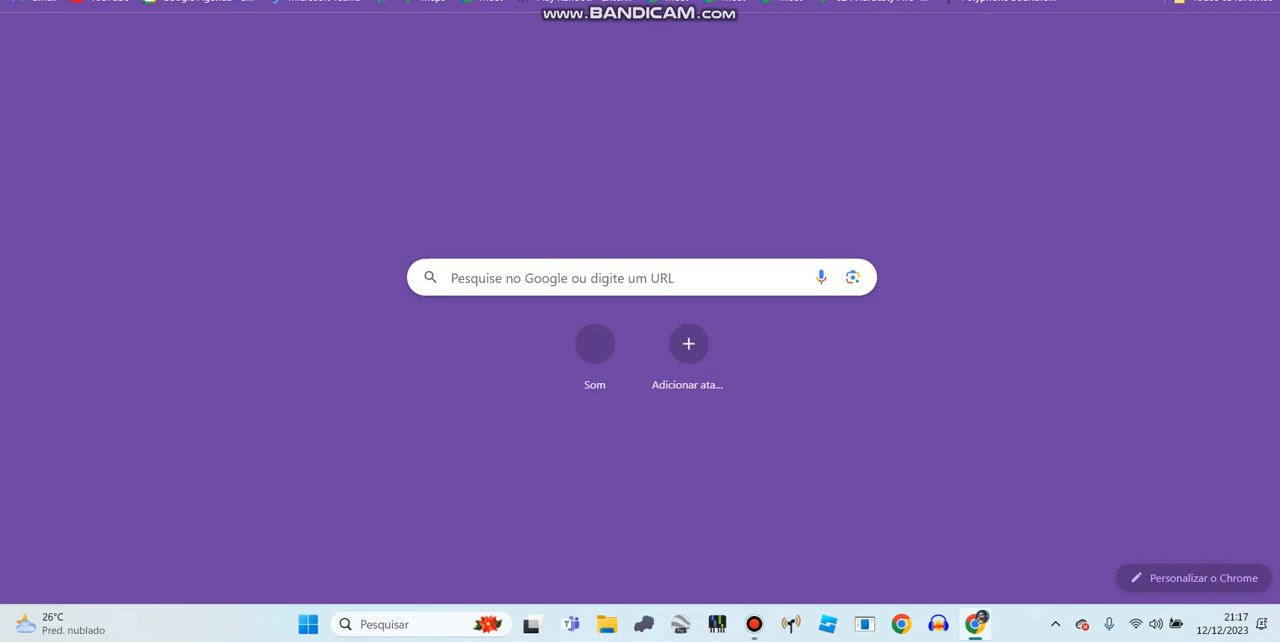 WWW.BANDICAM.COM
Pesquise no Google ou digite um URL
Som
Adicionar ata...
Personalizar o Chrome
26°C
Pred. nublado
Pesquisar
21:17
12/12/2023